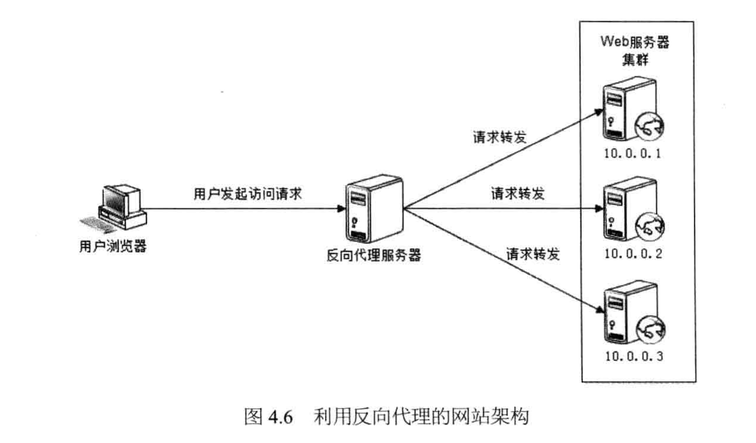 Web服务器
集群
请求转发
10.0.0.1
用户发起访问请求
请求转发
用户浏览器
反向代理服务器
10.0.0.2
请求转发
10.0.0.3
图 4.6 利用反向代理的网站架构